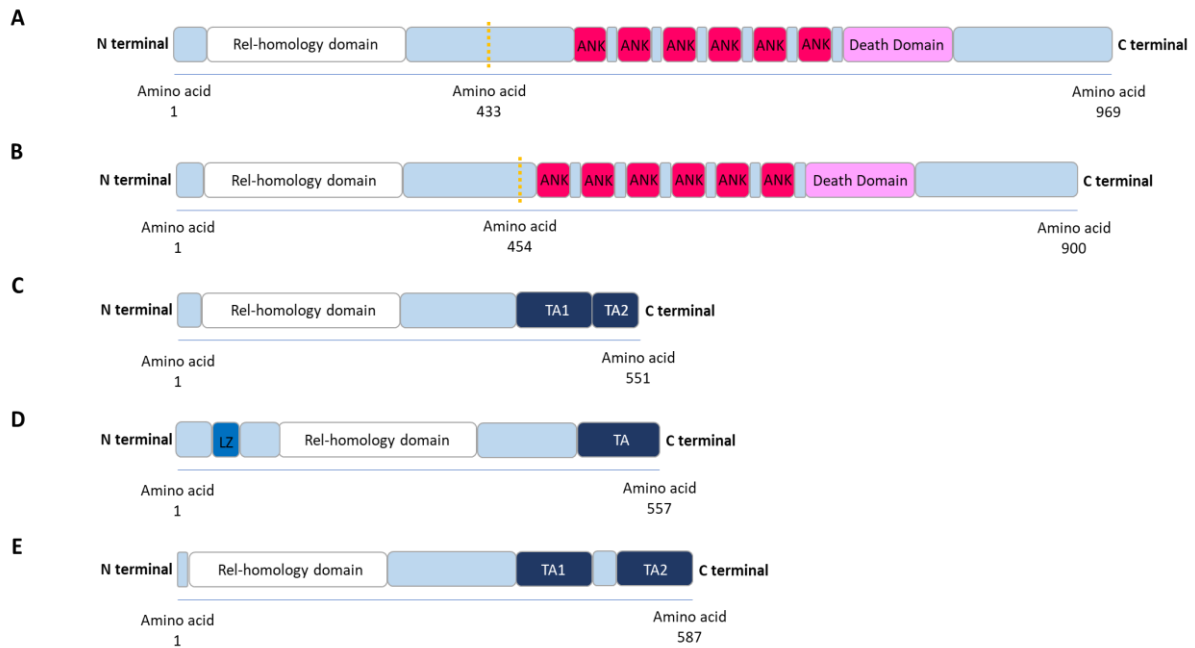 A
N terminal Rel-homology domain ANK ANK ANK ANK ANK ANK Death Domain C terminal
Amino acid Amino acid Amino acid
1 433 969
B
N terminal Rel-homology domain ANK ANK ANK ANK ANK ANK Death Domain C terminal
Amino acid Amino acid Amino acid
1 454 900
C
N terminal Rel-homology domain TA1 TA2 C terminal
Amino acid Amino acid
1 551
D
N terminal LZ Rel-homology domain TA C terminal
Amino acid Amino acid
1 557
E
N terminal Rel-homology domain TA1 TA2 C terminal
Amino acid Amino acid
1 587